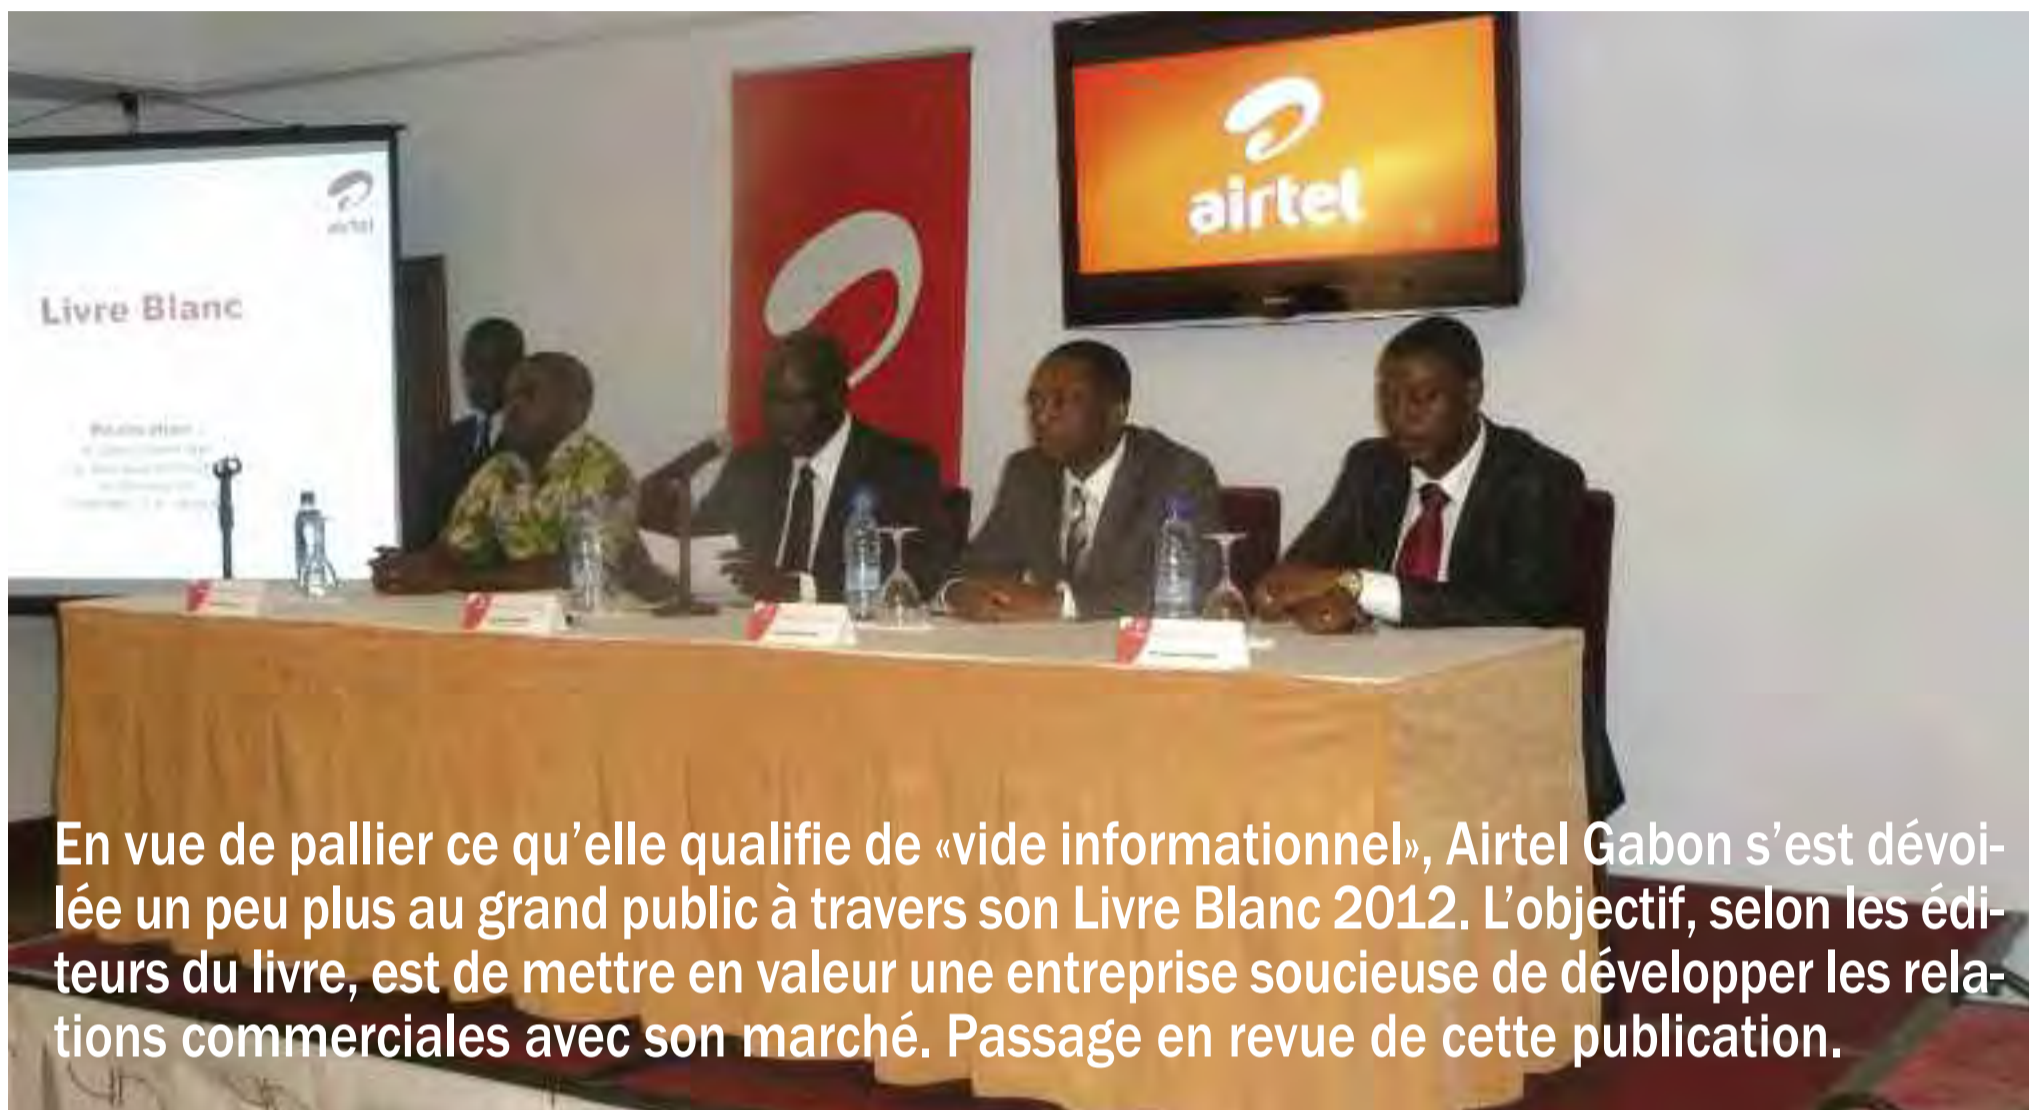 airtel
airtel
Livre Blanc
En vue de pallier ce qu’elle qualifie de «vide informationnel», Airtel Gabon s’est dévoi-
lée un peu plus au grand public à travers son Livre Blanc 2012. L’objectif, selon les édi-
teurs du livre, est de mettre en valeur une entreprise soucieuse de développer les rela-
tions commerciales avec son marché. Passage en revue de cette publication.